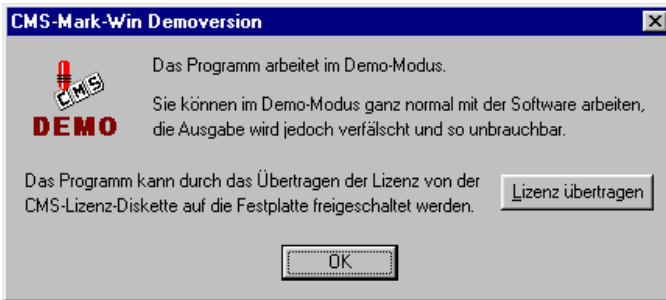 CMS-Mark-Win Demoversion
Das Programm arbeitet im Demo-Modus.
Sie können im Demo-Modus ganz normal mit der Software arbeiten,
die Ausgabe wird jedoch verfälscht und so unbrauchbar.
CMS
DEMO
Das Programm kann durch das Übertragen der Lizenz von der
CMS-Lizenz-Diskette auf die Festplatte freigeschaltet werden.
Lizenz übertragen
OK